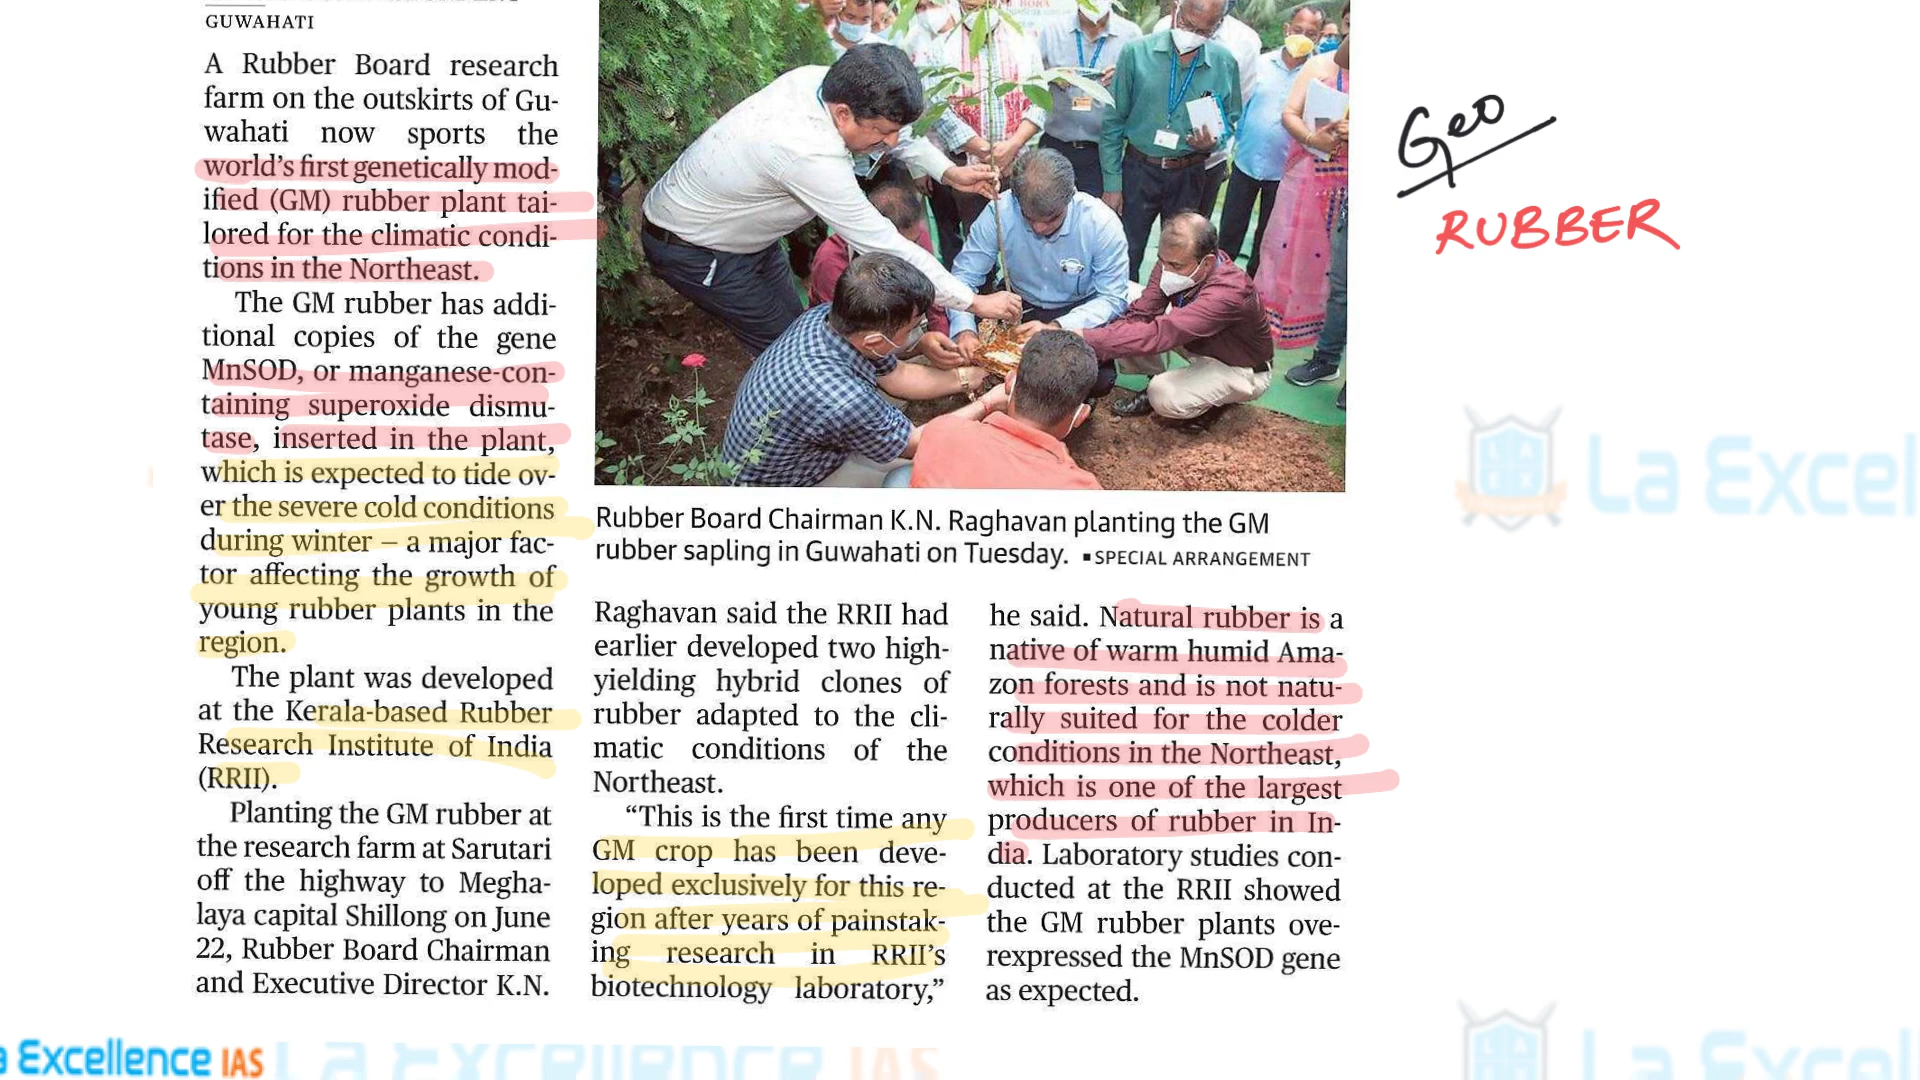 GUWAHATI
A Rubber Board research
farm on the outskirts of Gu-
wahati now sports the
world's first genetically mod-
ified (GM) rubber plant tai-
lored for the climatic condi-
tions in the Northeast.
The GM rubber has addi-
tional copies of the gene
MnSOD, or manganese-con-
taining superoxide dismu-
tase, inserted in the plant,
which is expected to tide ov-
er the severe cold conditions
during winter – a major fac-
tor affecting the growth of
young rubber plants in the
region.
The plant was developed
at the Kerala-based Rubber
Research Institute of India
(RRII).
Planting the GM rubber at
the research farm at Sarutari
off the highway to Megha-
laya capital Shillong on June
22, Rubber Board Chairman
and Executive Director K.N.
Rubber Board Chairman K.N. Raghavan planting the GM
rubber sapling in Guwahati on Tuesday. ▪SPECIAL ARRANGEMENT
Raghavan said the RRII had
earlier developed two high-
yielding hybrid clones of
rubber adapted to the cli-
matic conditions of the
Northeast.
“This is the first time any
GM crop has been deve-
loped exclusively for this re-
gion after years of painstak-
ing research in RRII's
biotechnology laboratory,”
he said. Natural rubber is a
native of warm humid Ama-
zon forests and is not natu-
rally suited for the colder
conditions in the Northeast,
which is one of the largest
producers of rubber in In-
dia. Laboratory studies con-
ducted at the RRII showed
the GM rubber plants ove-
rexpressed the MnSOD gene
as expected.
Geo
RUBBER
La Excel
a Excellence IAS
La Excellence IAS
La Excel